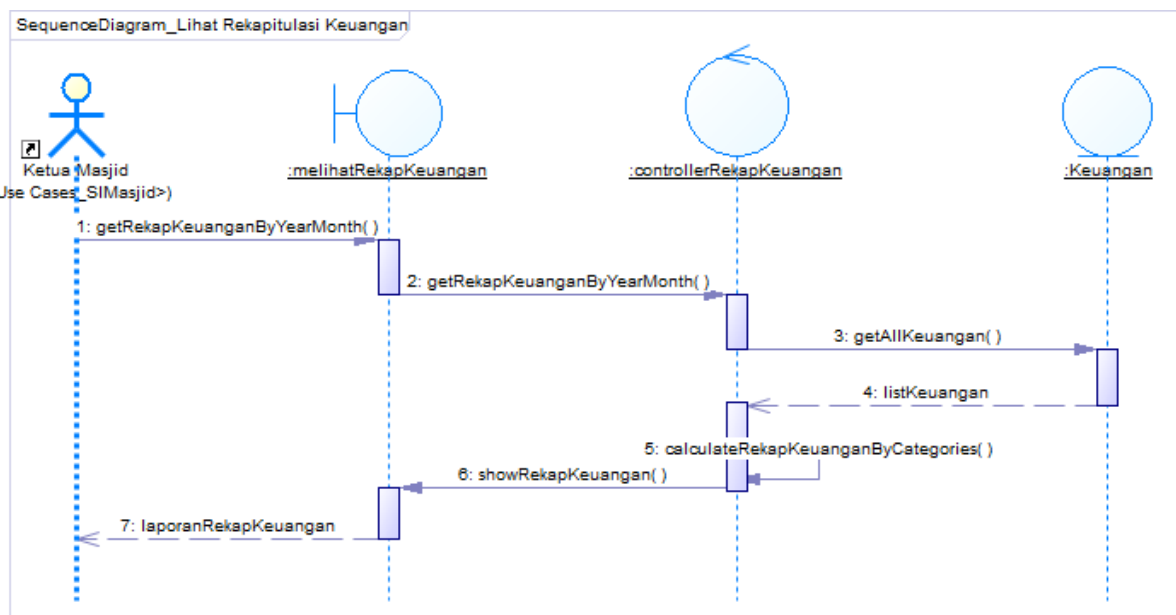 SequenceDiagram_Lihat Rekapitulasi Keuangan
Ketua Masjid
Use Cases_SIMasjid>)
:melihatRekapKeuangan
:controllerRekapKeuangan
:Keuangan
1: getRekapKeuanganByYearMonth( )
2: getRekapKeuanganByYearMonth( )
3: getAllKeuangan( )
4: listKeuangan
5: calculateRekapKeuanganByCategories( )
6: showRekapKeuangan( )
7: laporanRekapKeuangan